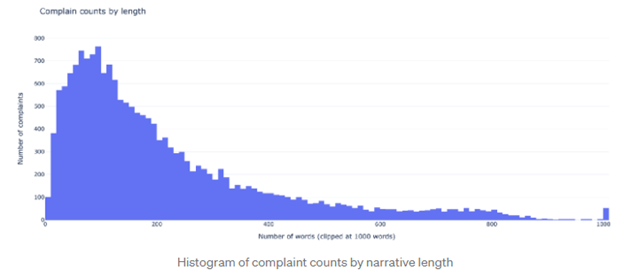 Complain counts by length
800
700
600
500
400
300
200
100
0
Number of complaints
0 200 400 600 800 1000
Number of words (clipped at 1000 words)
Histogram of complaint counts by narrative length